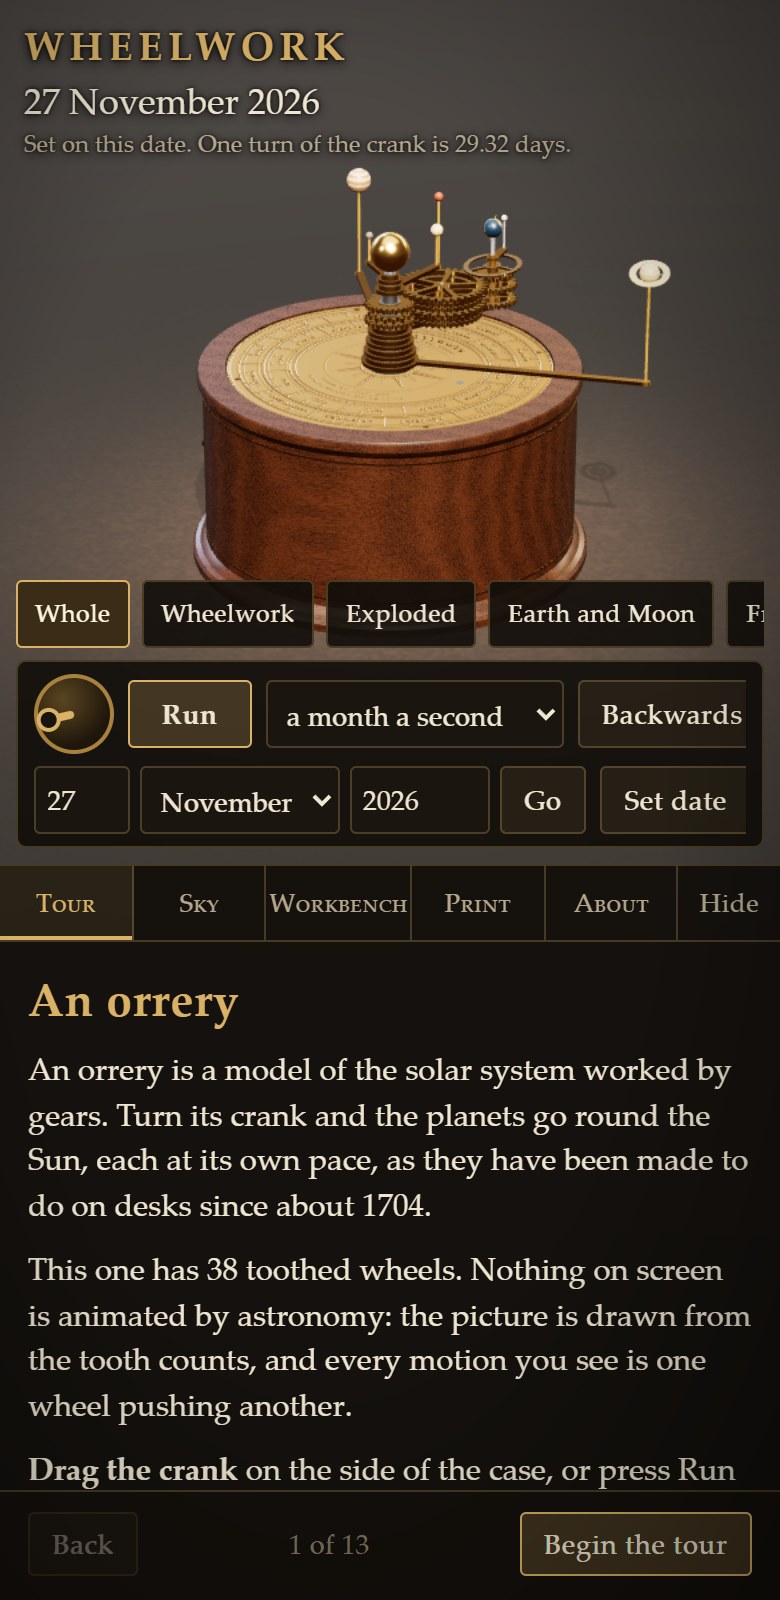 WHEELWORK
27 November 2026
Set on this date. One turn of the crank is 29.32 days.
Whole Wheelwork Exploded Earth and Moon
Run a month a second Backwards
27 November 2026 Go Set date
Tour Sky Workbench Print About Hide
An orrery
An orrery is a model of the solar system worked by
gears. Turn its crank and the planets go round the
Sun, each at its own pace, as they have been made to
do on desks since about 1704.
This one has 38 toothed wheels. Nothing on screen
is animated by astronomy: the picture is drawn from
the tooth counts, and every motion you see is one
wheel pushing another.
Drag the crank on the side of the case, or press Run
Back 1 of 13 Begin the tour